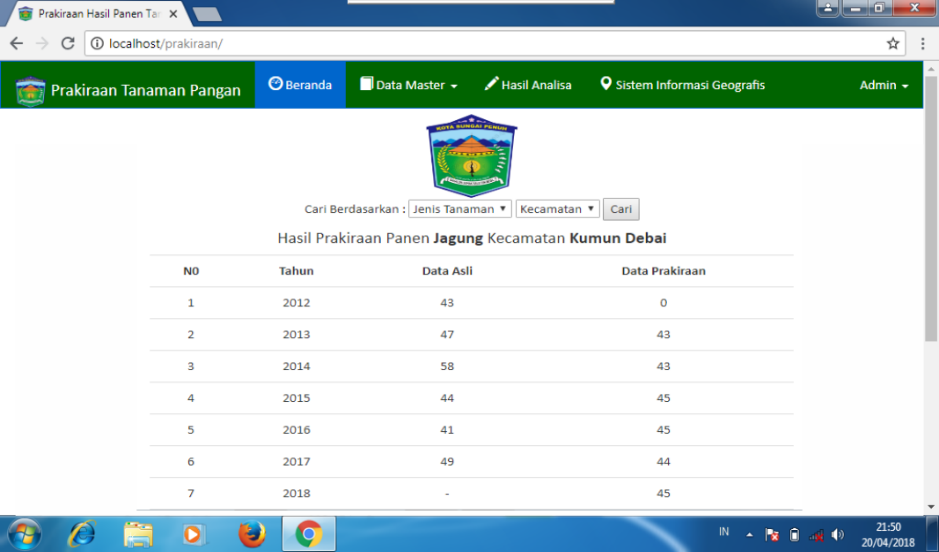 Prakiraan Hasil Panen Tan
localhost/prakiraan/
Prakiraan Tanaman Pangan Beranda Data Master Hasil Analisa Sistem Informasi Geografis Admin
KOTA SUNGAI PENUH
Cari Berdasarkan : Jenis Tanaman Kecamatan Cari
Hasil Prakiraan Panen Jagung Kecamatan Kumun Debai
N0 Tahun Data Asli Data Prakiraan
1 2012 43 0
2 2013 47 43
3 2014 58 43
4 2015 44 45
5 2016 41 45
6 2017 49 44
7 2018 - 45
IN 21:50
20/04/2018